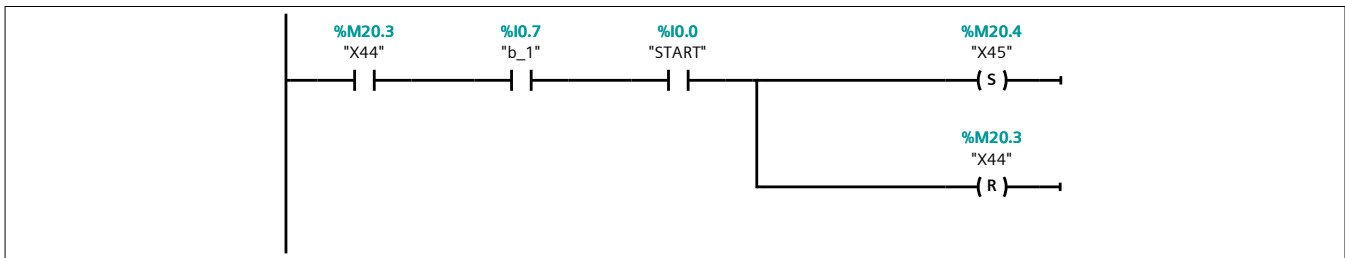 %M20.3 %I0.7 %I0.0 %M20.4
"X44" "b_1" "START" "X45"
S
%M20.3
"X44"
R